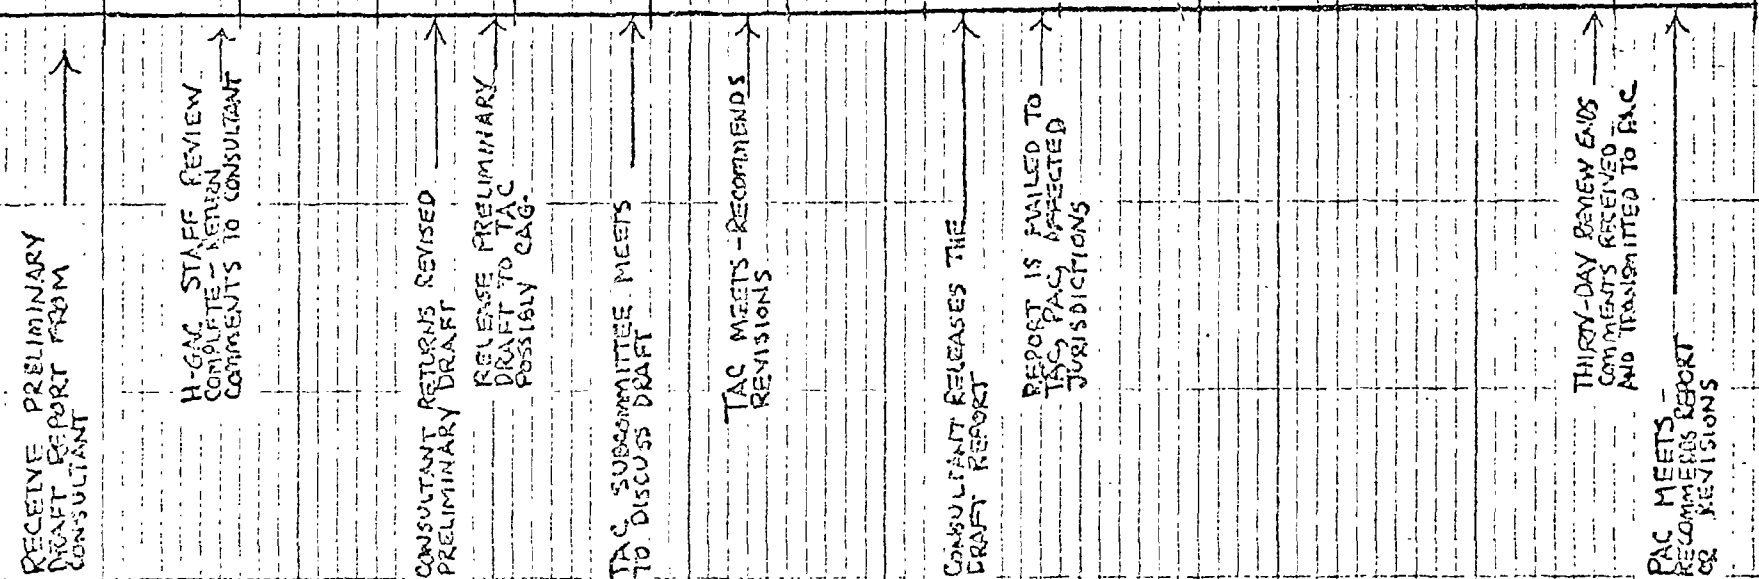 RECEIVE PRELIMINARY
DRAFT REPORT FROM
CONSULTANT
H-GAC STAFF REVIEW
COMPLETE - RETURN
COMMENTS TO CONSULTANT
CONSULTANT RETURNS REVISED
PRELIMINARY DRAFT
RELEASE PRELIMINARY
DRAFT TO TAC
POSSIBLY CAG.
TAC SUBCOMMITTEE MEETS
TO DISCUSS DRAFT
TAC MEETS - RECOMMENDS
REVISIONS
CONSULTANT RELEASES THE
DRAFT REPORT
REPORT IS MAILED TO
TAC, PAC, AFFECTED
JURISDICTIONS
THIRTY-DAY REVIEW ENDS
COMMENTS RECEIVED -
AND TRANSMITTED TO PAC
PAC MEETS -
RECOMMENDS REPORT
OR REVISIONS